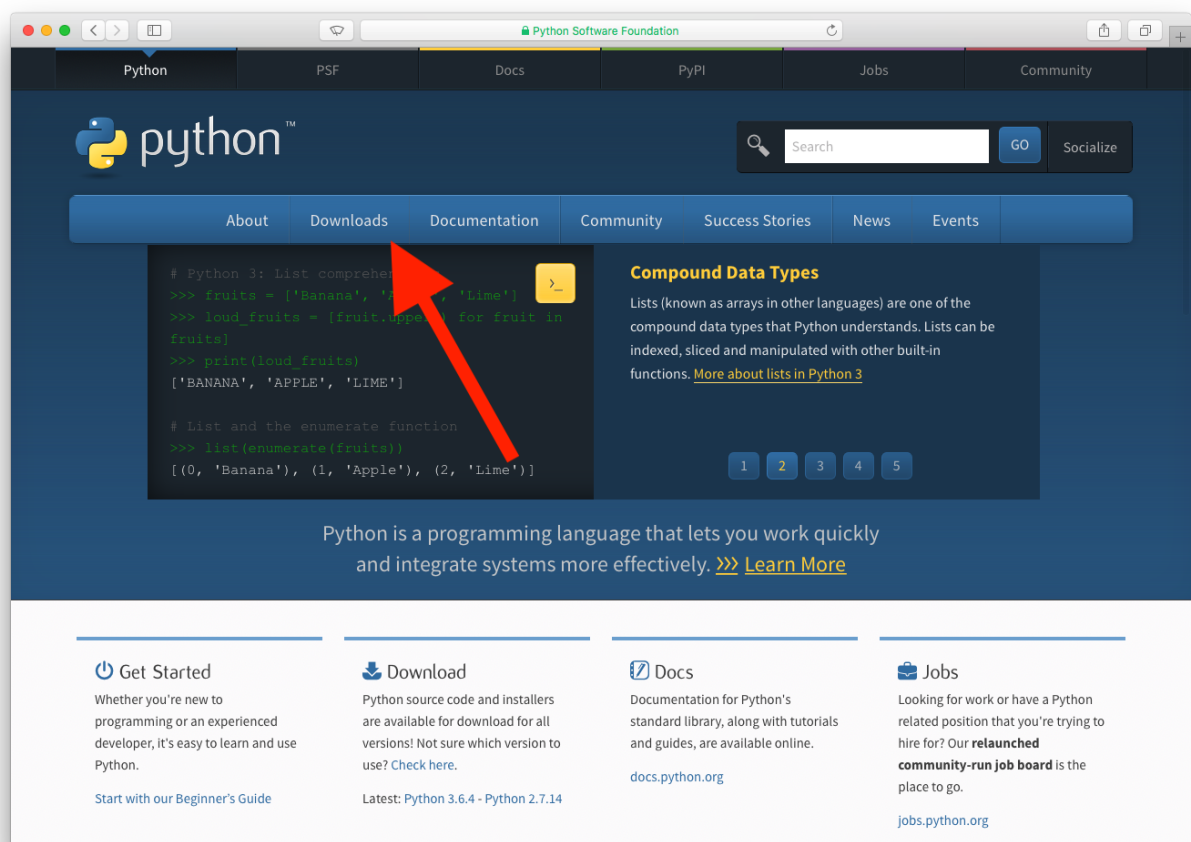 Python Software Foundation
Python PSF Docs PyPI Jobs Community
python™
Search GO Socialize
About Downloads Documentation Community Success Stories News Events
# Python 3: List
>>> fruits = ['Banana', 'Lime']
>>> loud_fruits = for fruit in
fruits]
>>> print(loud_fruits)
['BANANA', 'APPLE', 'LIME']
# List and the enumerate function
>>> list(enumerate(fruits))
[(0, 'Banana'), (1, 'Apple'), (2, 'Lime')]
>_
Compound Data Types
Lists (known as arrays in other languages) are one of the
compound data types that Python understands. Lists can be
indexed, sliced and manipulated with other built-in
functions. More about lists in Python 3
1 2 3 4 5
Python is a programming language that lets you work quickly
and integrate systems more effectively. >>> Learn More
Get Started
Whether you're new to
programming or an experienced
developer, it's easy to learn and use
Python.
Start with our Beginner's Guide
Download
Python source code and installers
are available for download for all
versions! Not sure which version to
use? Check here.
Latest: Python 3.6.4 - Python 2.7.14
Docs
Documentation for Python's
standard library, along with tutorials
and guides, are available online.
docs.python.org
Jobs
Looking for work or have a Python
related position that you're trying to
hire for? Our relaunched
community-run job board is the
place to go.
jobs.python.org